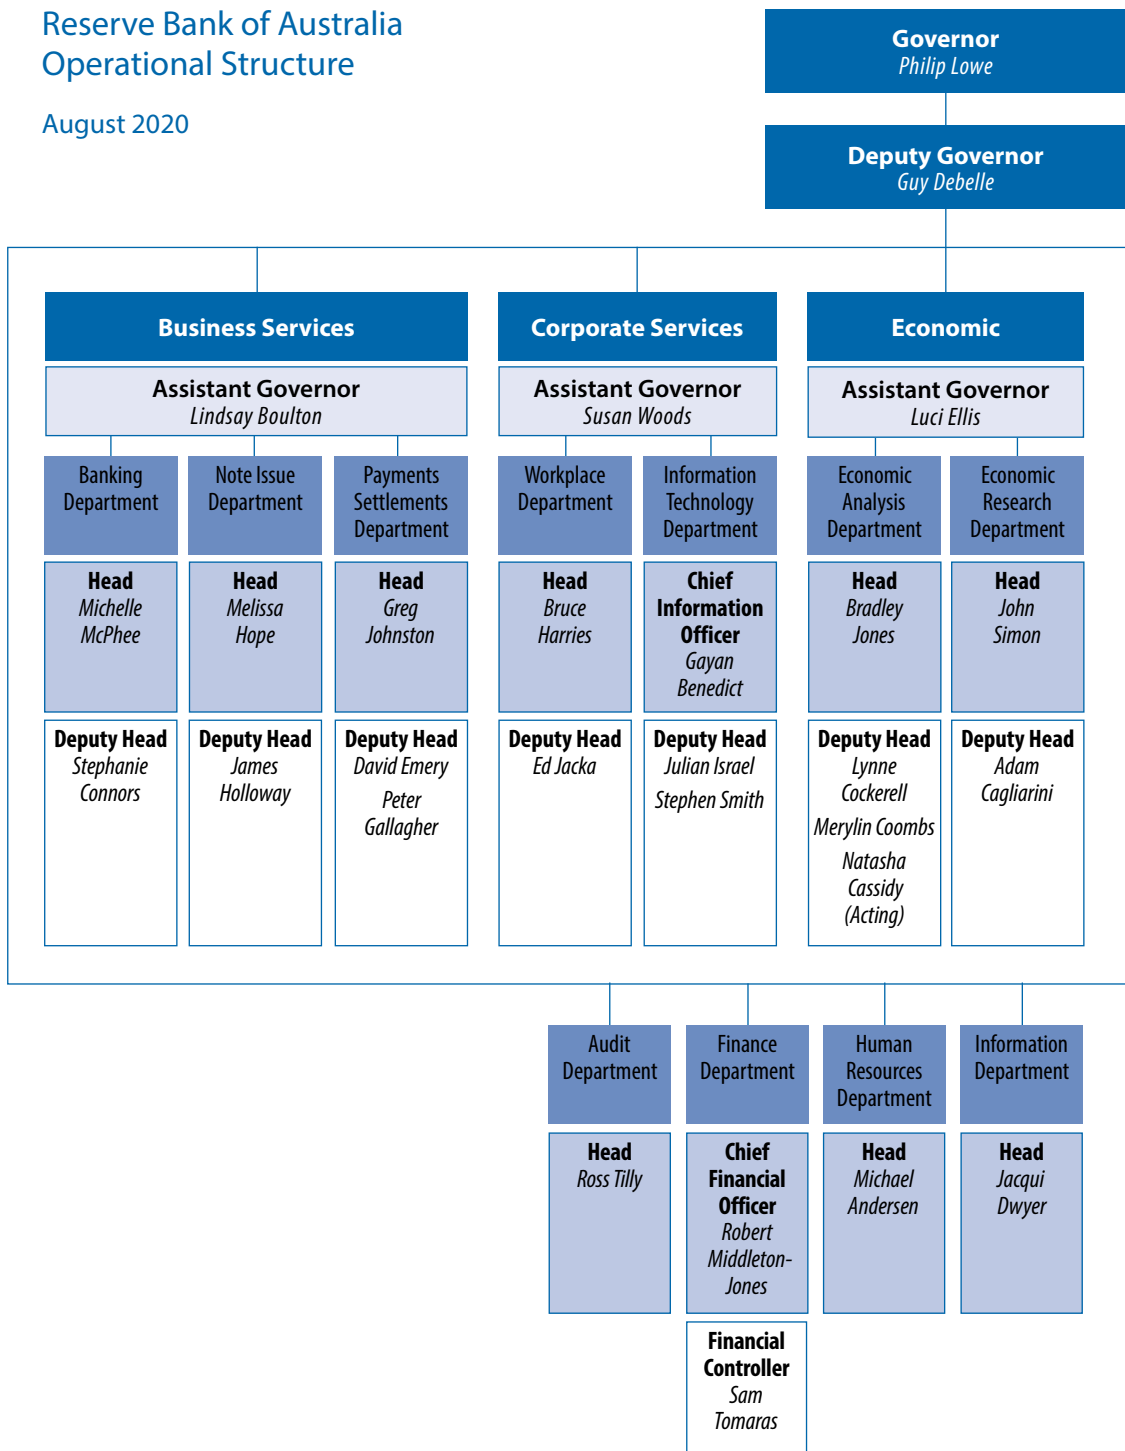 Reserve Bank of Australia
Operational Structure
August 2020
Governor
Philip Lowe
Deputy Governor
Guy Debelle
Business Services
Assistant Governor
Lindsay Boulton
Banking
Department
Head
Michelle
McPhee
Deputy Head
Stephanie
Connors
Note Issue
Department
Head
Melissa
Hope
Deputy Head
James
Holloway
Payments
Settlements
Department
Head
Greg
Johnston
Deputy Head
David Emery
Peter
Gallagher
Corporate Services
Assistant Governor
Susan Woods
Workplace
Department
Head
Bruce
Harries
Deputy Head
Ed Jacka
Information
Technology
Department
Chief
Information
Officer
Gayan
Benedict
Deputy Head
Julian Israel
Stephen Smith
Economic
Assistant Governor
Luci Ellis
Economic
Analysis
Department
Head
Bradley
Jones
Deputy Head
Lynne
Cockerell
Merylin Coombs
Natasha
Cassidy
(Acting)
Economic
Research
Department
Head
John
Simon
Deputy Head
Adam
Cagliarini
Audit
Department
Head
Ross Tilly
Finance
Department
Chief
Financial
Officer
Robert
Middleton-
Jones
Financial
Controller
Sam
Tomaras
Human
Resources
Department
Head
Michael
Andersen
Information
Department
Head
Jacqui
Dwyer